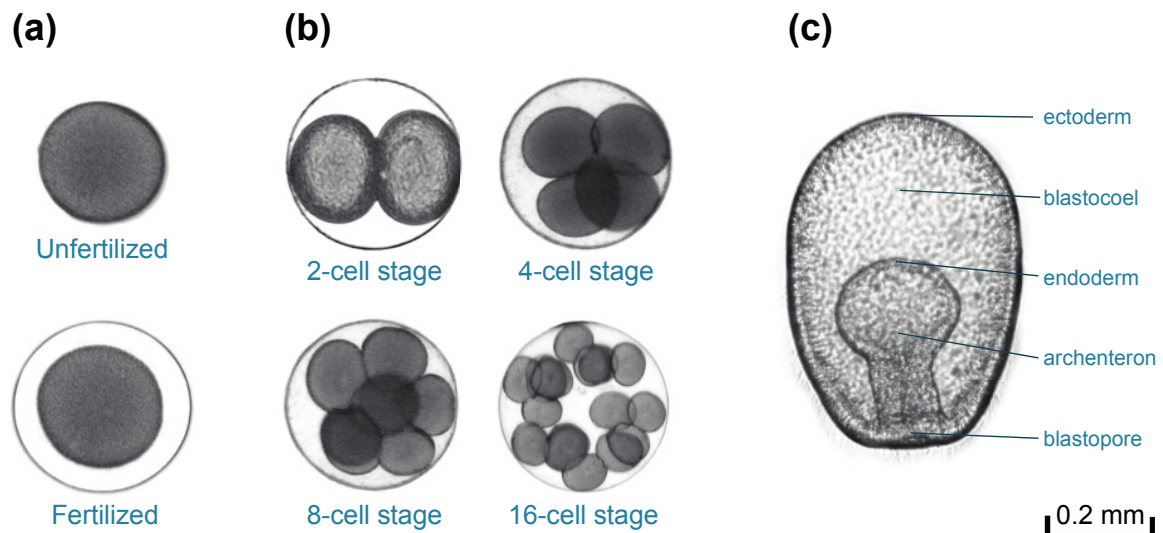 (a)
(b)
(c)
Unfertilized
Fertilized
2-cell stage
4-cell stage
8-cell stage
16-cell stage
ectoderm
blastocoel
endoderm
archenteron
blastopore
0.2 mm